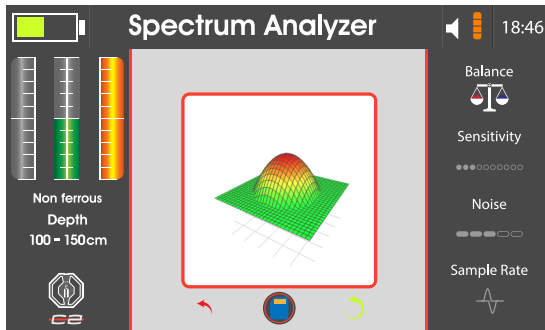 Spectrum Analyzer
18:46
Non ferrous
Depth
100 - 150cm
C2
Balance
Sensitivity
Noise
Sample Rate